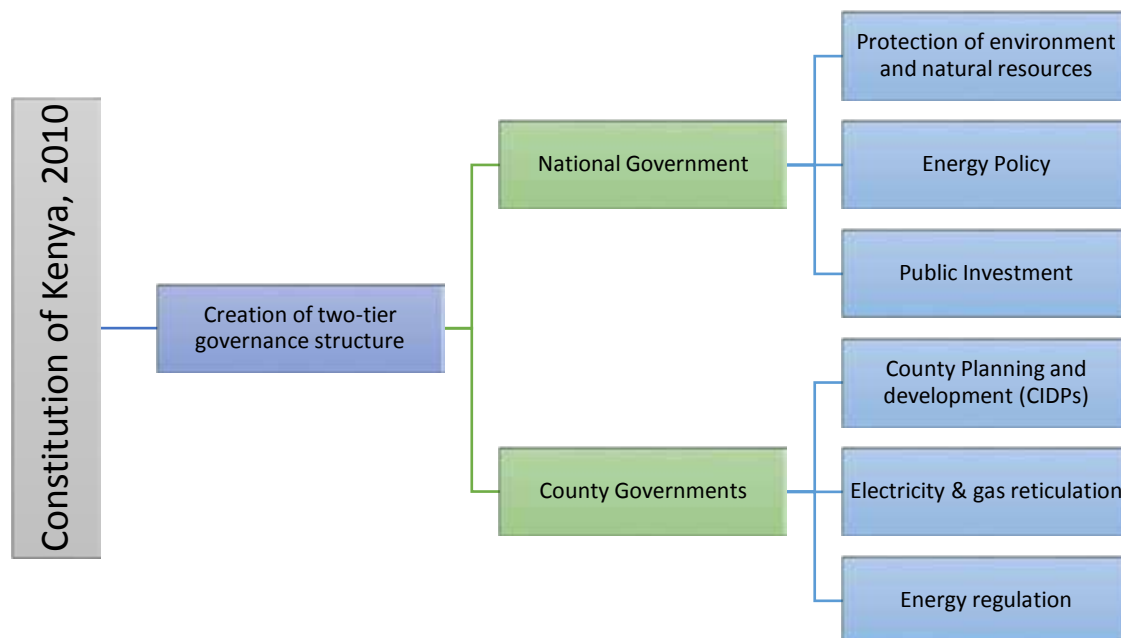 Constitution of Kenya, 2010
Creation of two-tier
governance structure
National Government
Protection of environment
and natural resources
Energy Policy
Public Investment
County Governments
County Planning and
development (CIDPs)
Electricity & gas reticulation
Energy regulation